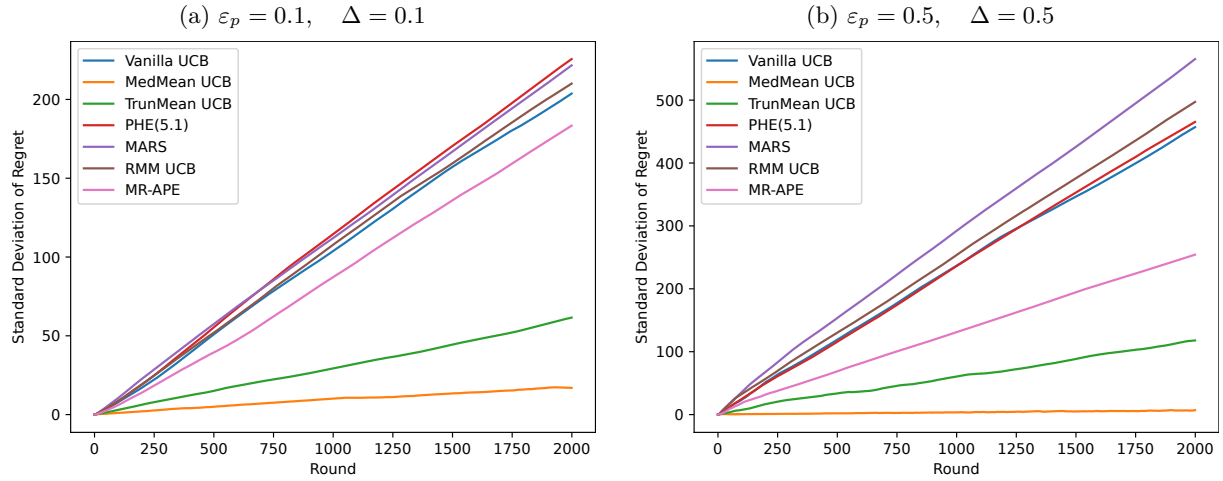 (a) εp = 0.1, Δ = 0.1
Standard Deviation of Regret
200
150
100
50
0
Vanilla UCB
MedMean UCB
TrunMean UCB
PHE(5.1)
MARS
RMM UCB
MR-APE
0 250 500 750 1000 1250 1500 1750 2000
Round
(b) εp = 0.5, Δ = 0.5
Standard Deviation of Regret
500
400
300
200
100
0
Vanilla UCB
MedMean UCB
TrunMean UCB
PHE(5.1)
MARS
RMM UCB
MR-APE
0 250 500 750 1000 1250 1500 1750 2000
Round